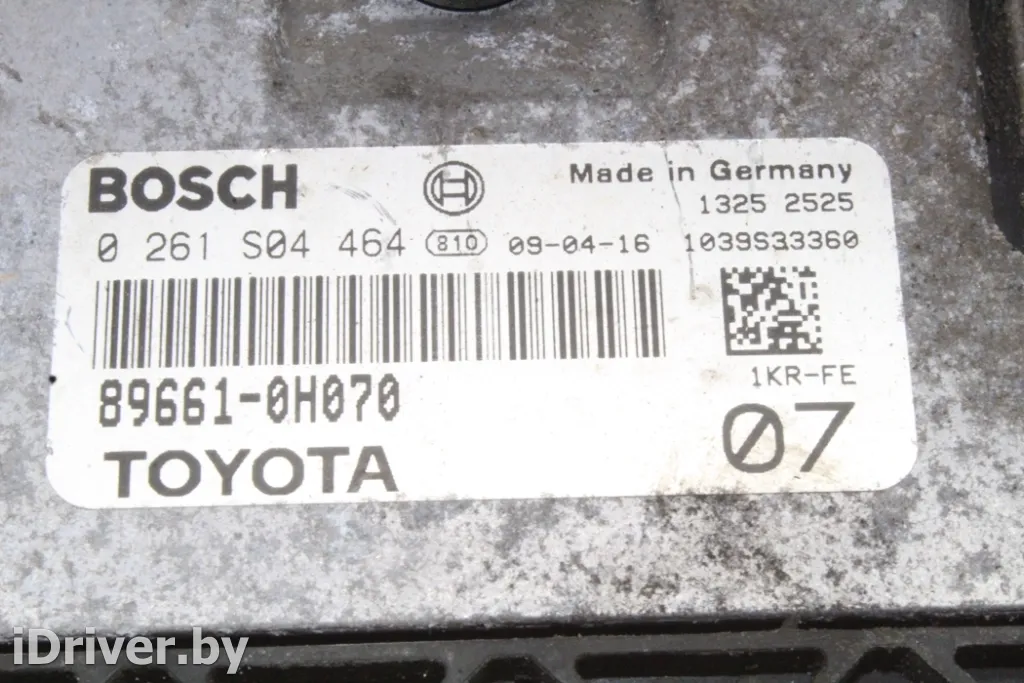 BOSCH Made in Germany
1325 2525
0 261 S04 464 810 09-04-16 1039S33360
1KR-FE
89661-0H070
07
TOYOTA
iDriver.by